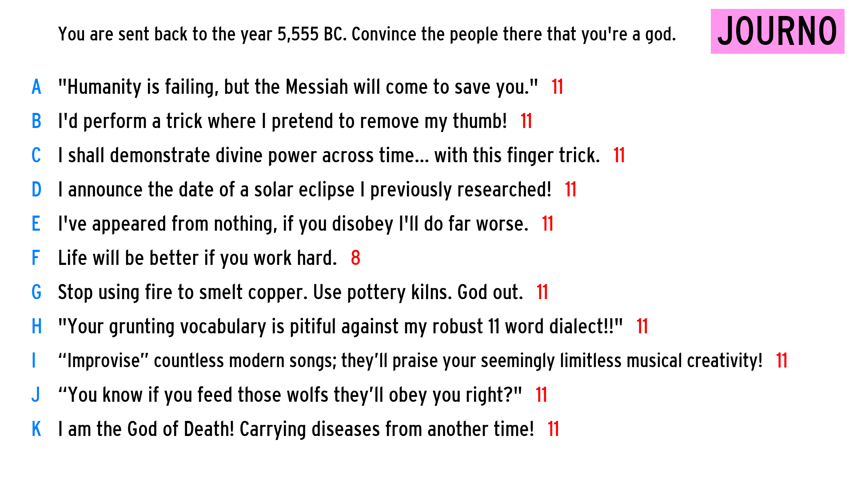 You are sent back to the year 5,555 BC. Convince the people there that you're a god.
JOURNO
A "Humanity is failing, but the Messiah will come to save you." 11
B I'd perform a trick where I pretend to remove my thumb! 11
C I shall demonstrate divine power across time... with this finger trick. 11
D I announce the date of a solar eclipse I previously researched! 11
E I've appeared from nothing, if you disobey I'll do far worse. 11
F Life will be better if you work hard. 8
G Stop using fire to smelt copper. Use pottery kilns. God out. 11
H "Your grunting vocabulary is pitiful against my robust 11 word dialect!!" 11
I “Improvise” countless modern songs; they’ll praise your seemingly limitless musical creativity! 11
J “You know if you feed those wolfs they’ll obey you right?" 11
K I am the God of Death! Carrying diseases from another time! 11